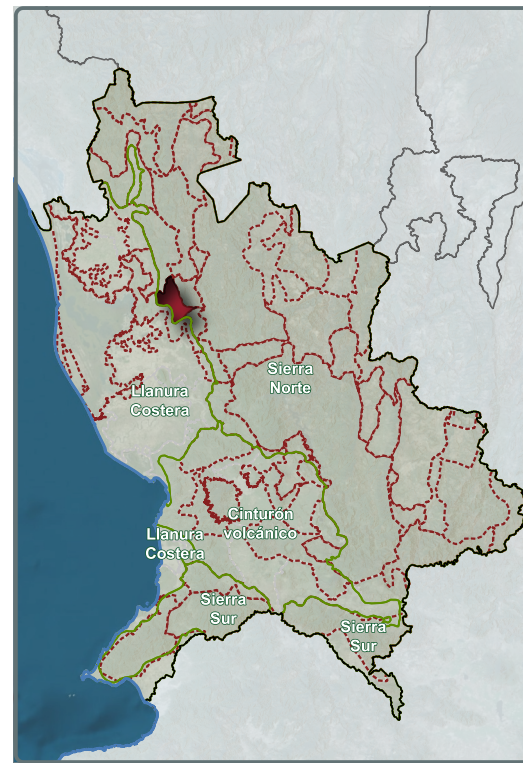 Sierra
Norte
Llanura
Costera
Cinturón
volcánico
Llanura
Costera
Sierra
Sur
Sierra
Sur